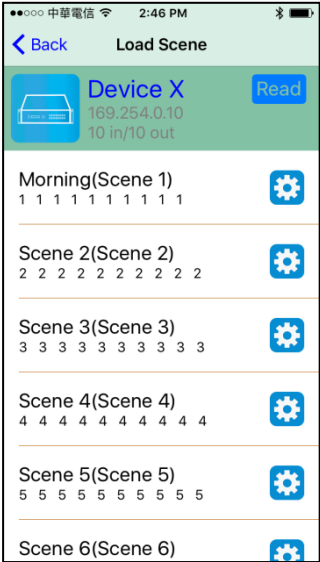 中華電信 2:46 PM
Back Load Scene
Device X Read
169.254.0.10
10 in/10 out
Morning(Scene 1)
1 1 1 1 1 1 1 1 1 1
Scene 2(Scene 2)
2 2 2 2 2 2 2 2 2 2
Scene 3(Scene 3)
3 3 3 3 3 3 3 3 3 3
Scene 4(Scene 4)
4 4 4 4 4 4 4 4 4 4
Scene 5(Scene 5)
5 5 5 5 5 5 5 5 5 5
Scene 6(Scene 6)